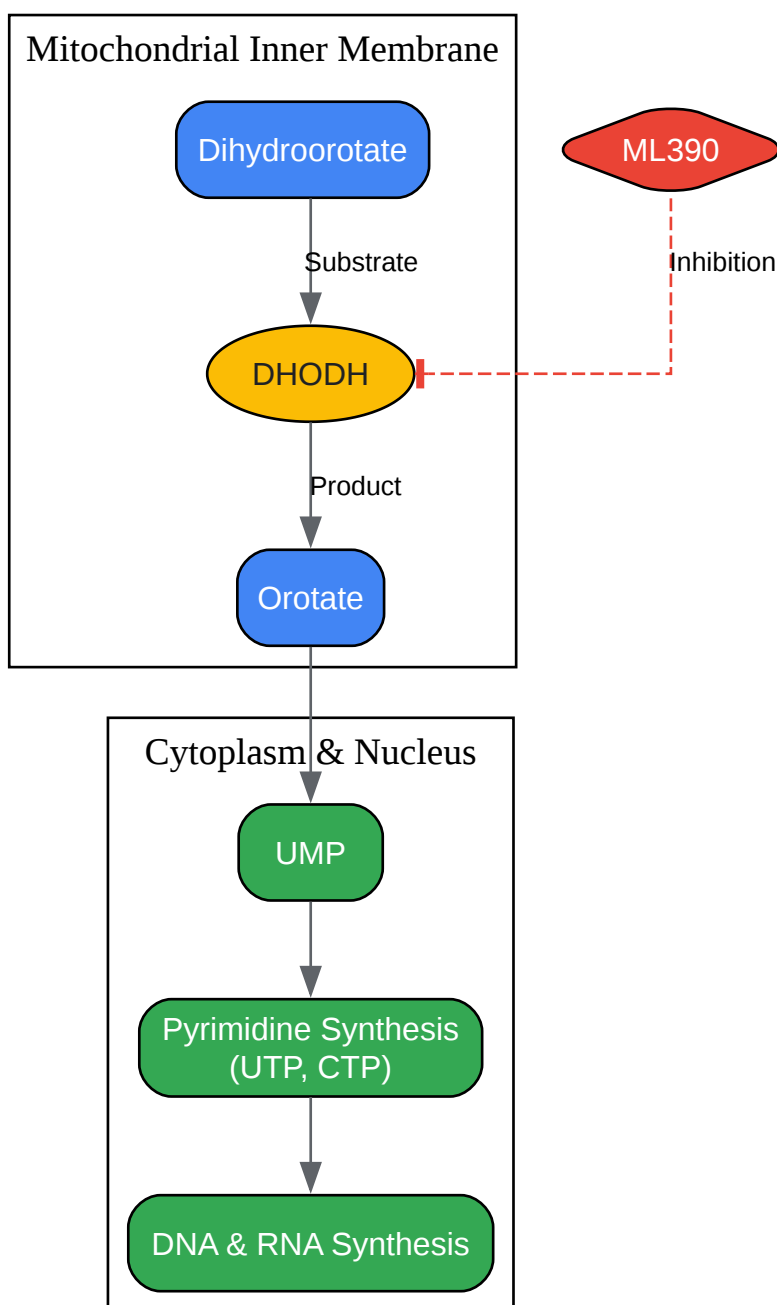 Mitochondrial Inner Membrane
Dihydroorotate
ML390
Substrate
Inhibition
DHODH
Product
Orotate
Cytoplasm & Nucleus
UMP
Pyrimidine Synthesis
(UTP, CTP)
DNA & RNA Synthesis